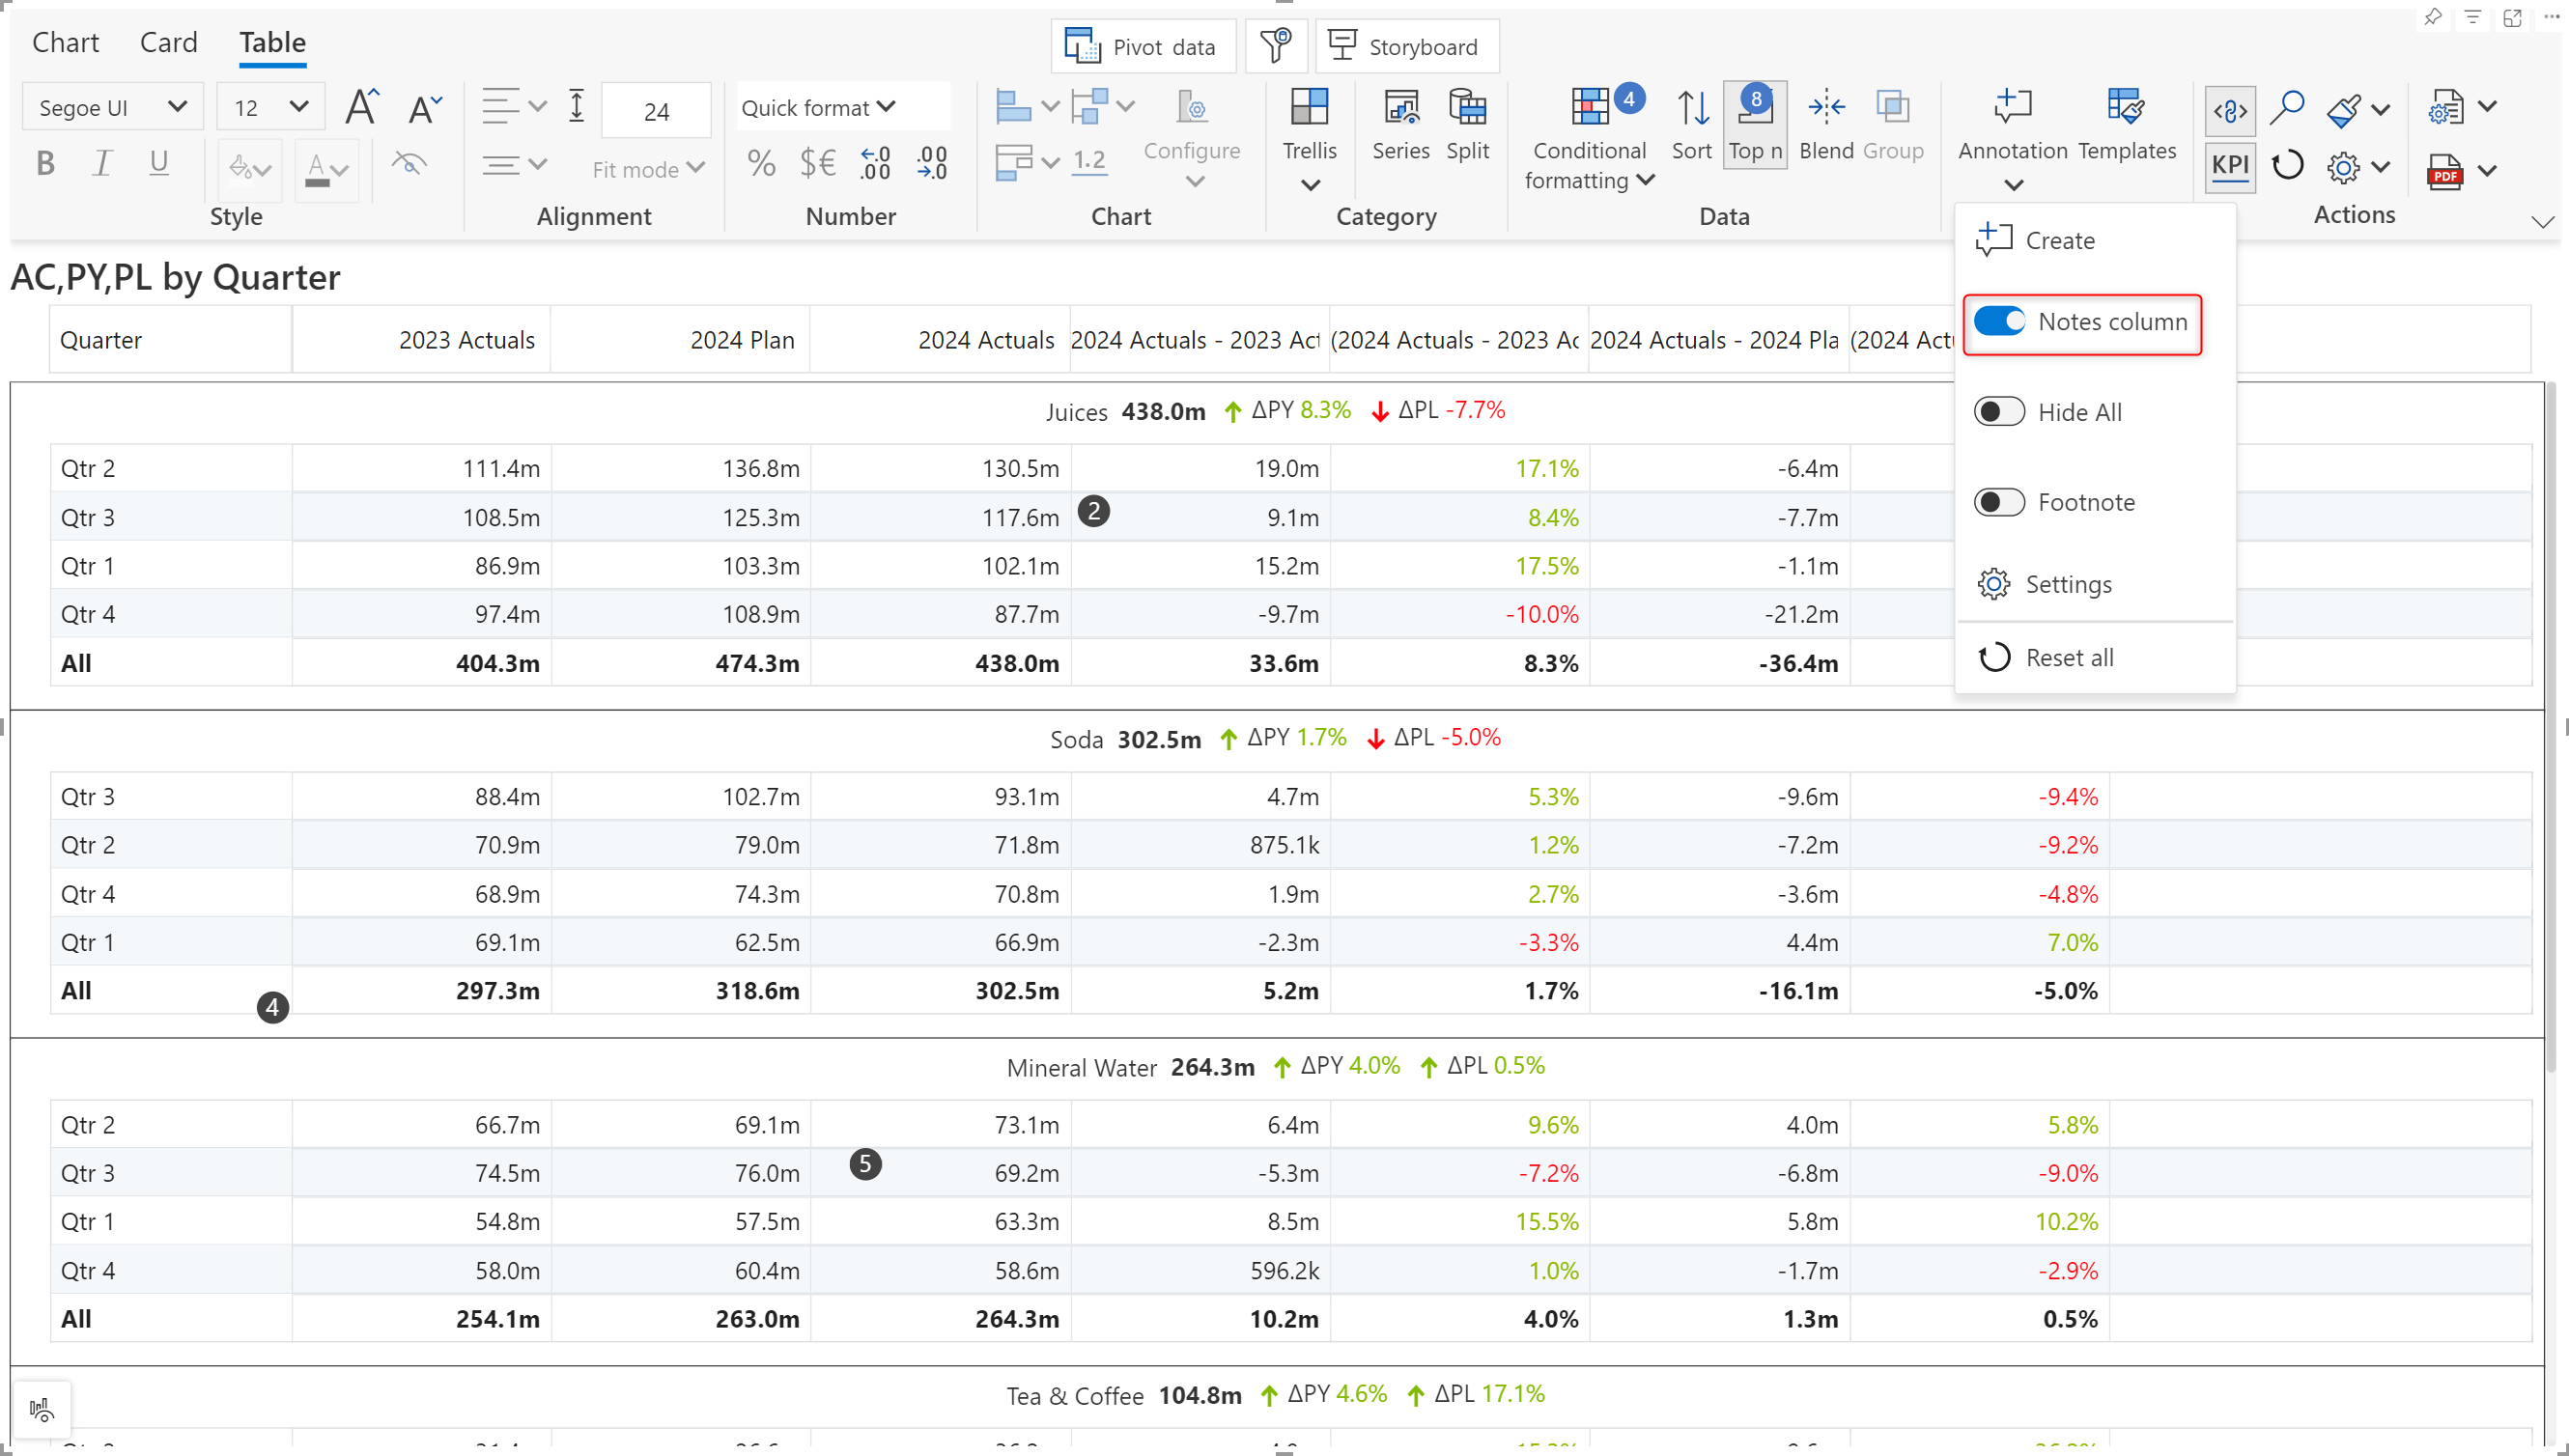 Chart Card Table
Pivot data Storyboard
Segoe UI 12 24 Quick format
B I U A Fit mode % $€ 1.2 Configure
Trellis Series Split Conditional formatting 4 Sort 8 Top n Blend Group
Annotation Templates KPI PDF
Style Alignment Number Chart Category Data Actions
Create
Notes column
Hide All
Footnote
Settings
Reset all
AC,PY,PL by Quarter
Quarter 2023 Actuals 2024 Plan 2024 Actuals 2024 Actuals - 2023 Act (2024 Actuals - 2023 Ac 2024 Actuals - 2024 Pla (2024 Act
Juices 438.0m ΔPY 8.3% ΔPL -7.7%
Qtr 2 111.4m 136.8m 130.5m 19.0m 17.1% -6.4m
Qtr 3 108.5m 125.3m 117.6m 2 9.1m 8.4% -7.7m
Qtr 1 86.9m 103.3m 102.1m 15.2m 17.5% -1.1m
Qtr 4 97.4m 108.9m 87.7m -9.7m -10.0% -21.2m
All 404.3m 474.3m 438.0m 33.6m 8.3% -36.4m
Soda 302.5m ΔPY 1.7% ΔPL -5.0%
Qtr 3 88.4m 102.7m 93.1m 4.7m 5.3% -9.6m -9.4%
Qtr 2 70.9m 79.0m 71.8m 875.1k 1.2% -7.2m -9.2%
Qtr 4 68.9m 74.3m 70.8m 1.9m 2.7% -3.6m -4.8%
Qtr 1 69.1m 62.5m 66.9m -2.3m -3.3% 4.4m 7.0%
All 4 297.3m 318.6m 302.5m 5.2m 1.7% -16.1m -5.0%
Mineral Water 264.3m ΔPY 4.0% ΔPL 0.5%
Qtr 2 66.7m 69.1m 73.1m 6.4m 9.6% 4.0m 5.8%
Qtr 3 74.5m 76.0m 5 69.2m -5.3m -7.2% -6.8m -9.0%
Qtr 1 54.8m 57.5m 63.3m 8.5m 15.5% 5.8m 10.2%
Qtr 4 58.0m 60.4m 58.6m 596.2k 1.0% -1.7m -2.9%
All 254.1m 263.0m 264.3m 10.2m 4.0% 1.3m 0.5%
Tea & Coffee 104.8m ΔPY 4.6% ΔPL 17.1%